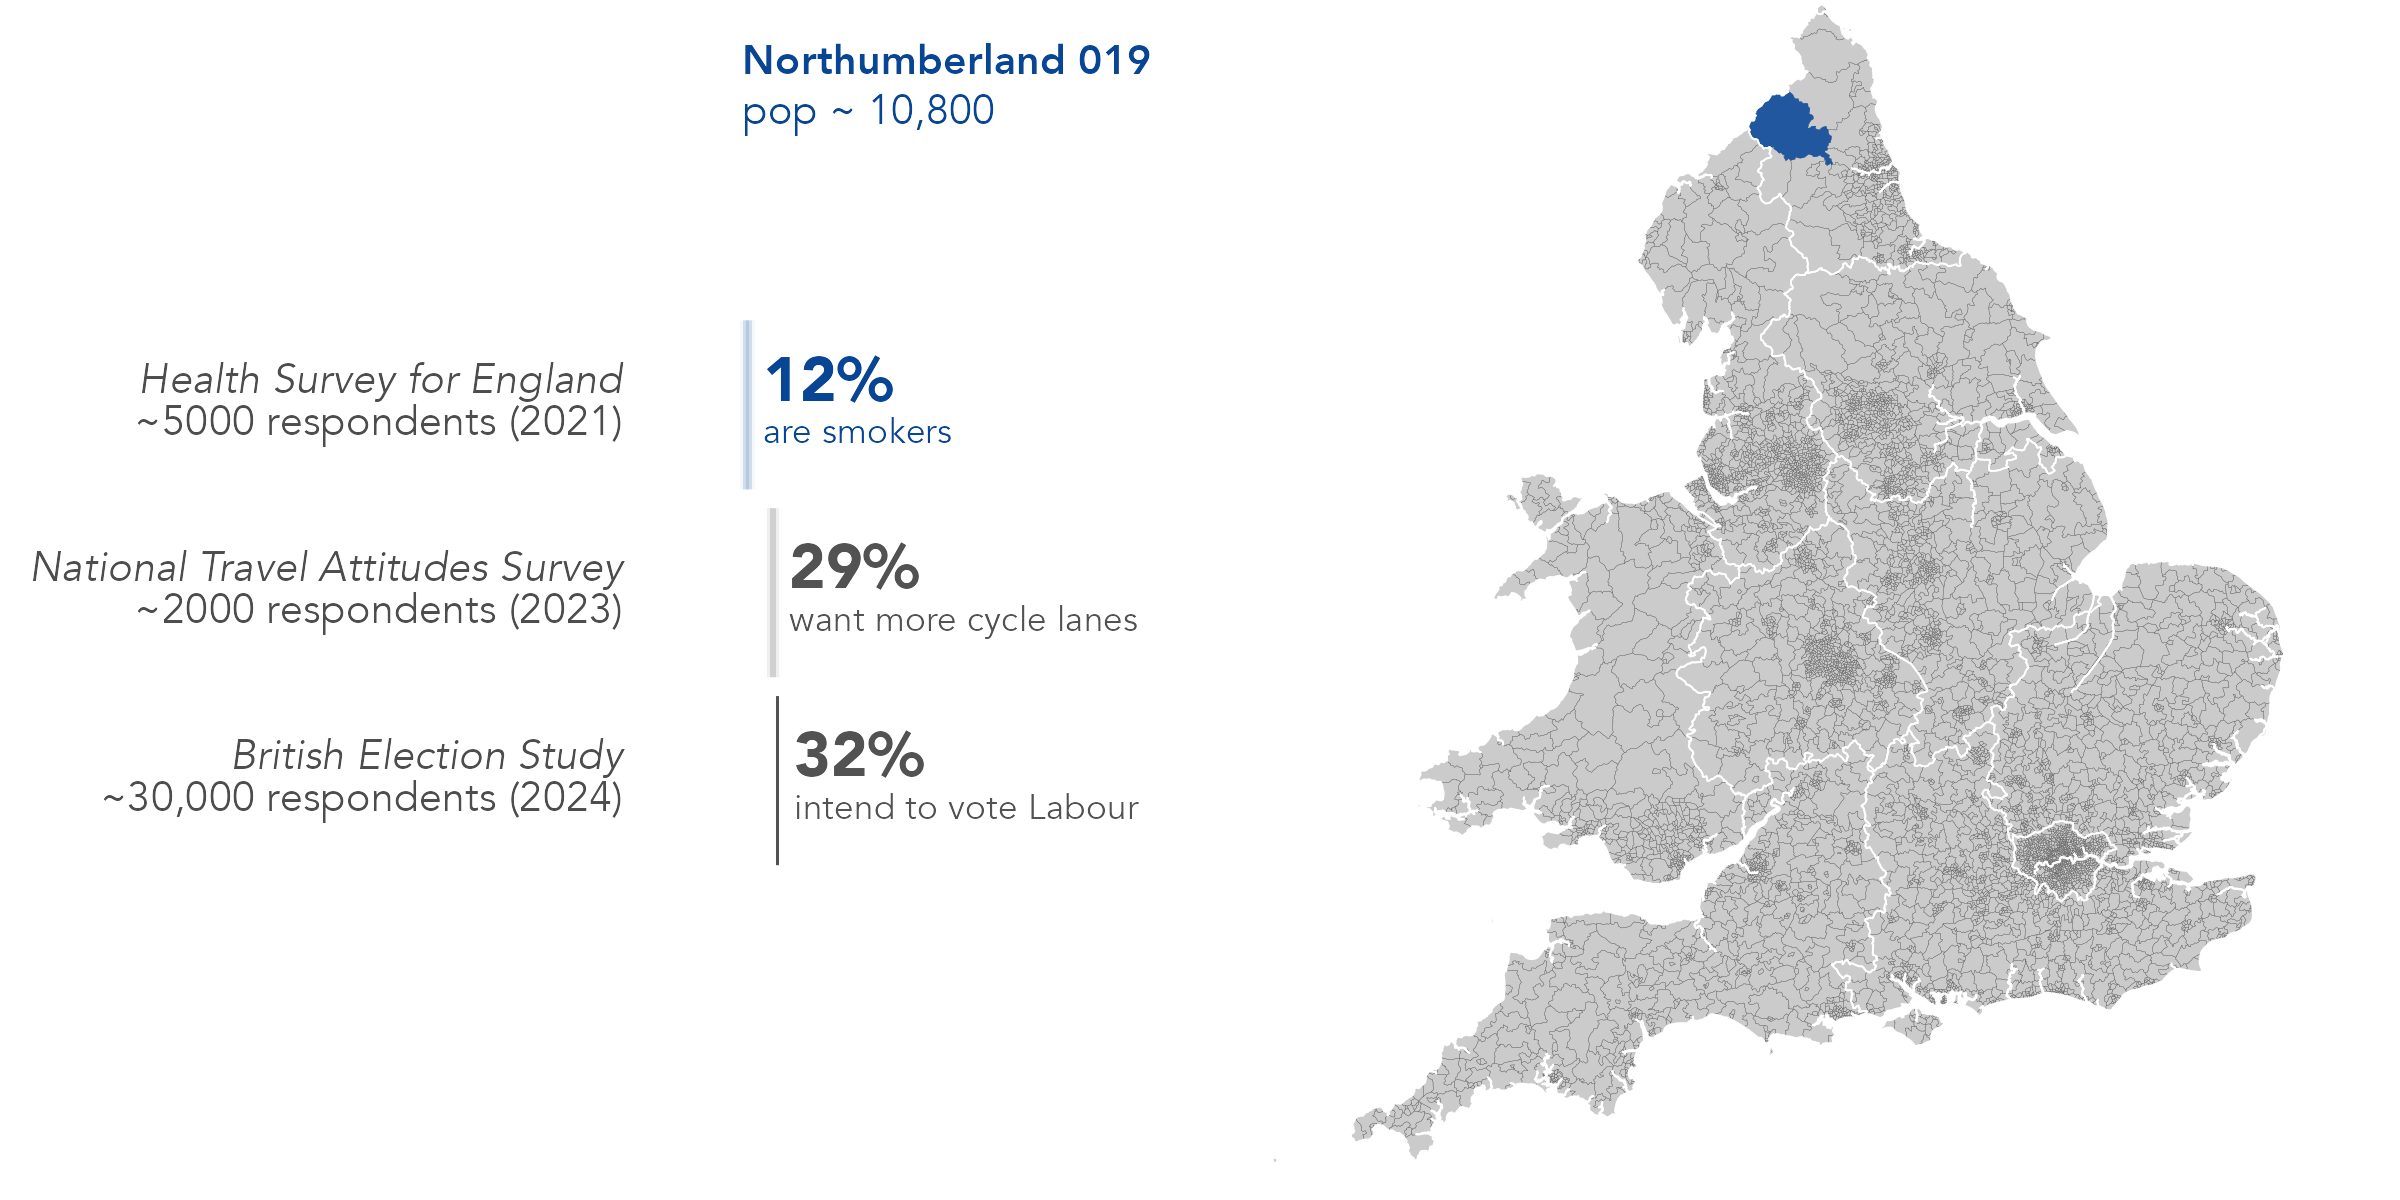 Northumberland 019
pop ~ 10,800
Health Survey for England
~5000 respondents (2021)
12%
are smokers
National Travel Attitudes Survey
~2000 respondents (2023)
29%
want more cycle lanes
British Election Study
~30,000 respondents (2024)
32%
intend to vote Labour